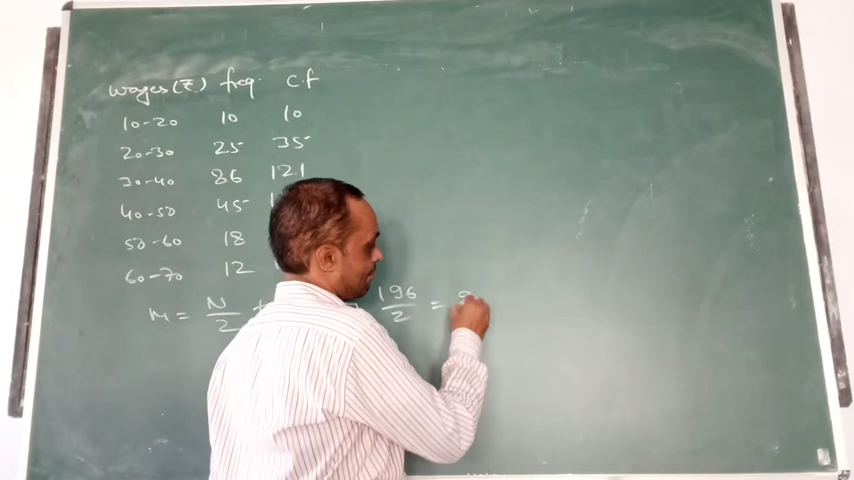 Wages (₹) freq. C.f
10-20 10 10
20-30 25 35
30-40 86 121
40-50 45
50-60 18
60-70 12
M = N/2 196/2 =